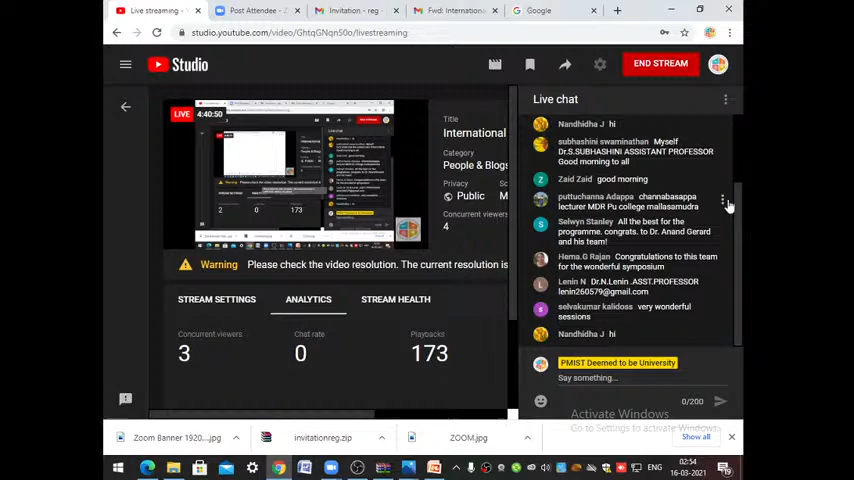 Live streaming -
Post Attendee - Z
Invitation - reg -
Fwd: Internationa
Google
studio.youtube.com/video/GhtqGNqn50o/livestreaming
Studio
END STREAM
LIVE
4:40:50
Title
International
Category
People & Blogs
Privacy
Public
Concurrent viewers
4
Warning
Please check the video resolution. The current resolution is
STREAM SETTINGS
ANALYTICS
STREAM HEALTH
Concurrent viewers
3
Chat rate
0
Playbacks
173
Live chat
Nandhidha J hi
subhashini swaminathan Myself
Dr.S.SUBHASHINI ASSISTANT PROFESSOR
Good morning to all
Zaid Zaid good morning
puttuchanna Adappa channabasappa
lecturer MDR Pu college mallasamudra
Selwyn Stanley All the best for the
programme. congrats. to Dr. Anand Gerard
and his team!
Hema.G Rajan Congratulations to this team
for the wonderful symposium
Lenin N Dr.N.Lenin .ASST.PROFESSOR
lenin260579@gmail.com
selvakumar kalidoss very wonderful
sessions
Nandhidha J hi
PMIST Deemed to be University
Say something...
0/200
Activate Windows
Go to Settings to activate Windows.
Zoom Banner 1920....jpg
invitationreg.zip
ZOOM.jpg
Show all
ENG
02:54
16-03-2021
19